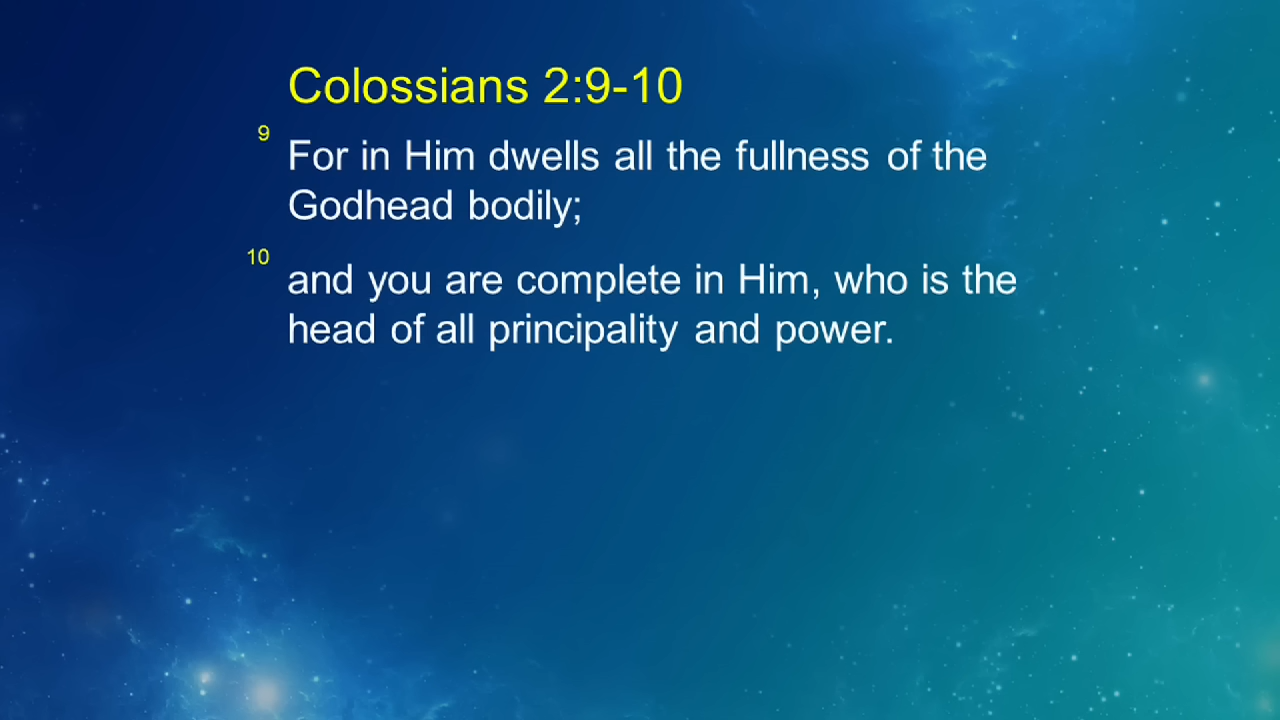 Colossians 2:9-10
9 For in Him dwells all the fullness of the
Godhead bodily;
10 and you are complete in Him, who is the
head of all principality and power.